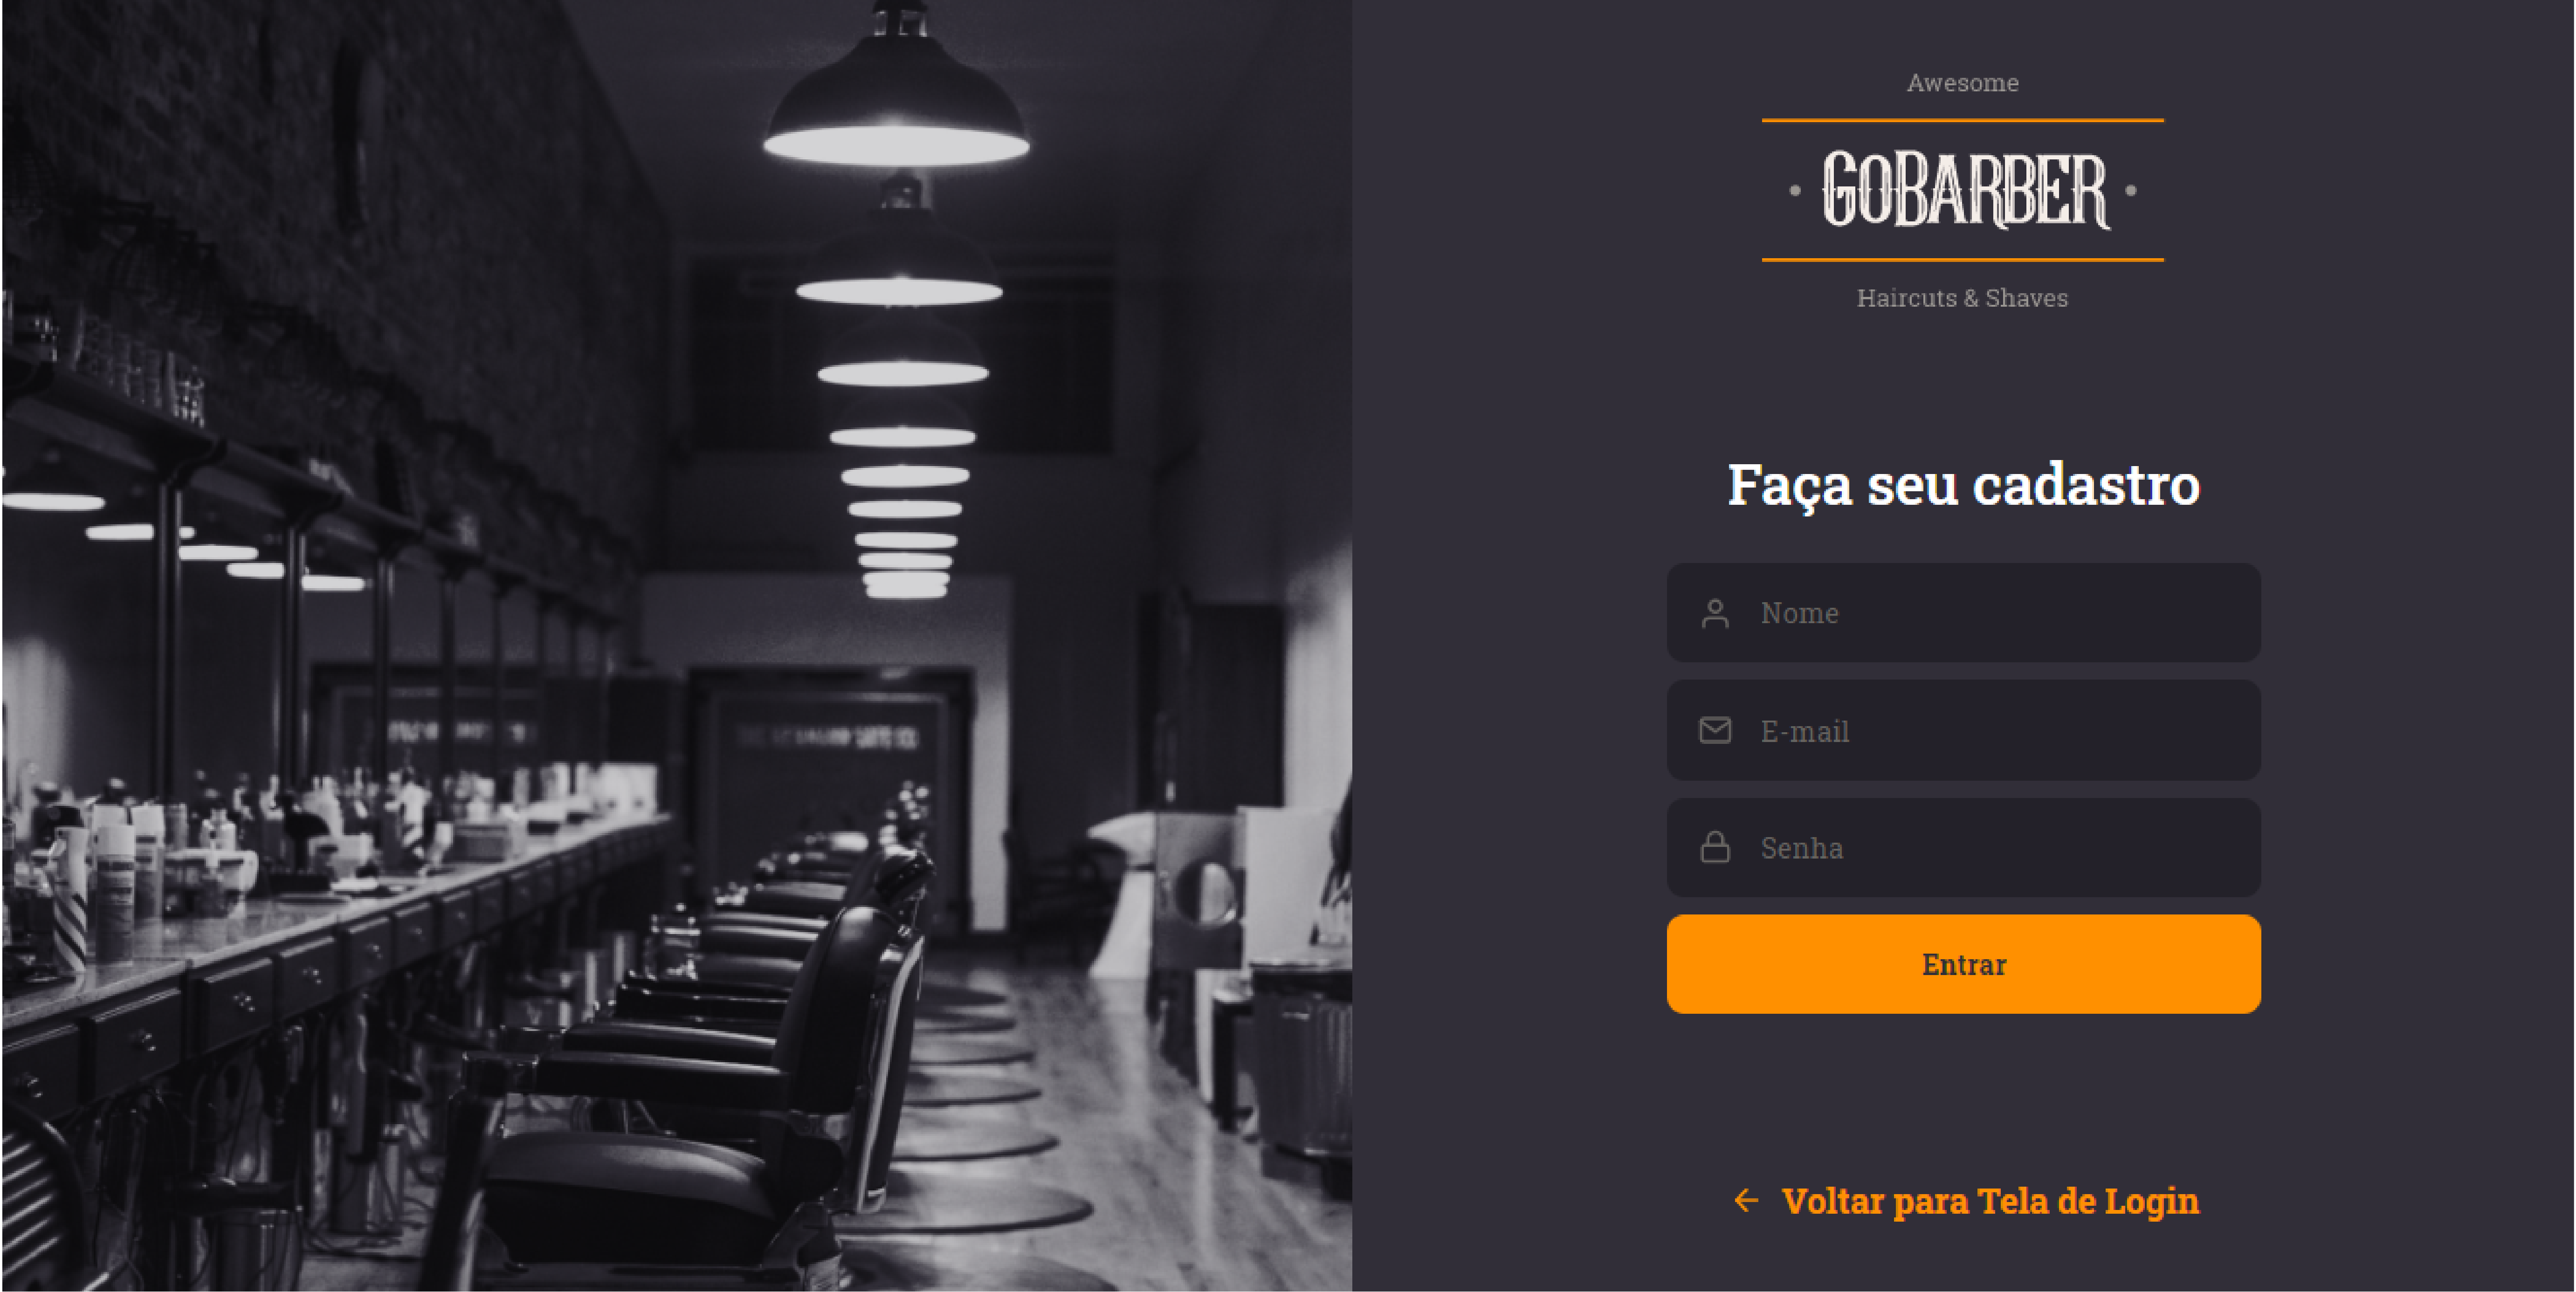 Awesome
GOBARBER
Haircuts & Shaves
Faça seu cadastro
Nome
E-mail
Senha
Entrar
Voltar para Tela de Login